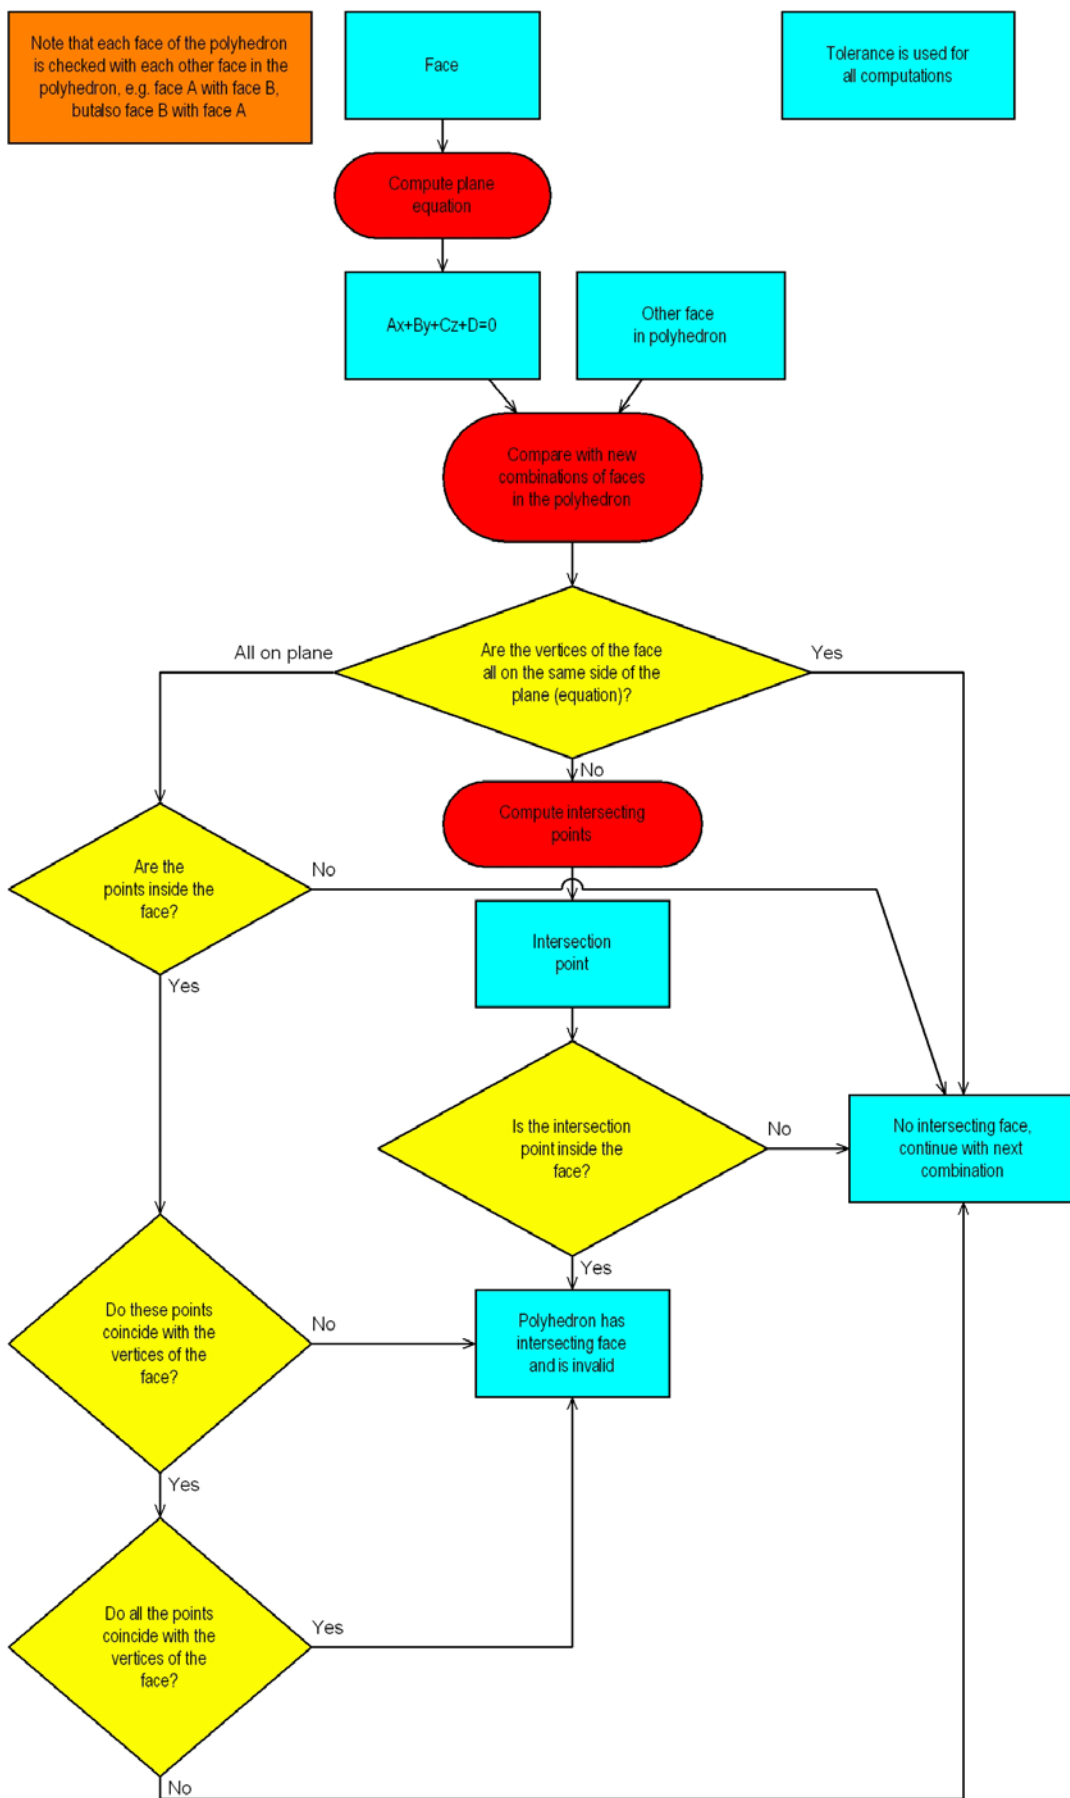 Note that each face of the polyhedron
is checked with each other face in the
polyhedron, e.g. face A with face B,
butalso face B with face A
Face
Tolerance is used for
all computations
Compute plane
equation
Ax+By+Cz+D=0
Other face
in polyhedron
Compare with new
combinations of faces
in the polyhedron
All on plane
Are the vertices of the face
all on the same side of the
plane (equation)?
Yes
No
Compute intersecting
points
Are the
points inside the
face?
No
Yes
Intersection
point
Is the intersection
point inside the
face?
No
Yes
No intersecting face,
continue with next
combination
Do these points
coincide with the
vertices of the
face?
No
Yes
Polyhedron has
intersecting face
and is invalid
Do all the points
coincide with the
vertices of the
face?
Yes
No